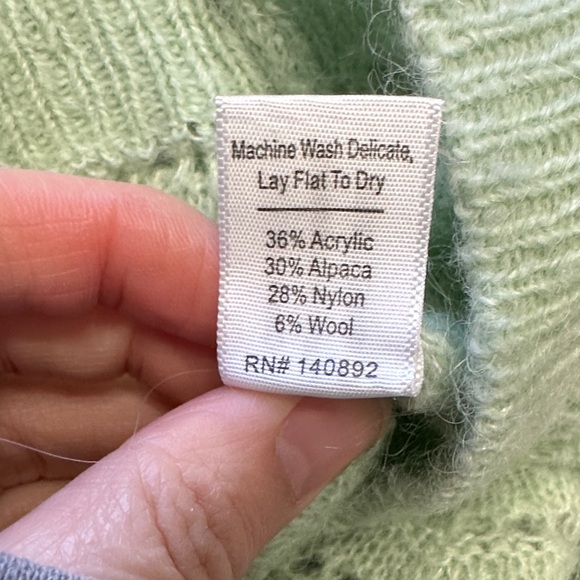 Machine Wash Delicate,
Lay Flat To Dry
36% Acrylic
30% Alpaca
28% Nylon
6% Wool
RN# 140892